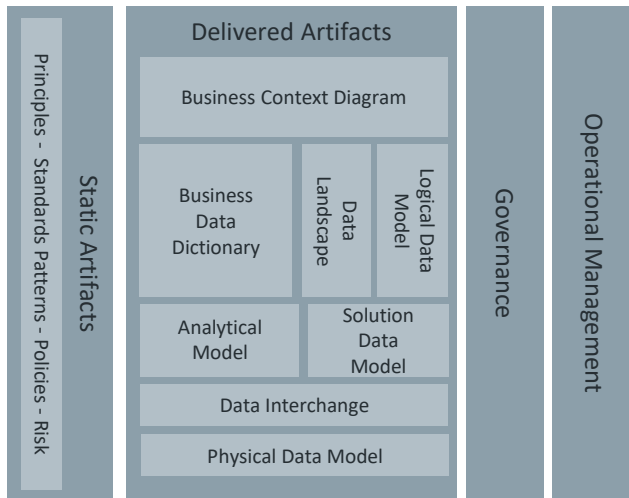 Principles - Standards Patterns - Policies - Risk
Static Artifacts
Delivered Artifacts
Business Context Diagram
Business
Data
Dictionary
Data
Landscape
Logical Data
Model
Analytical
Model
Solution
Data
Model
Data Interchange
Physical Data Model
Governance
Operational Management